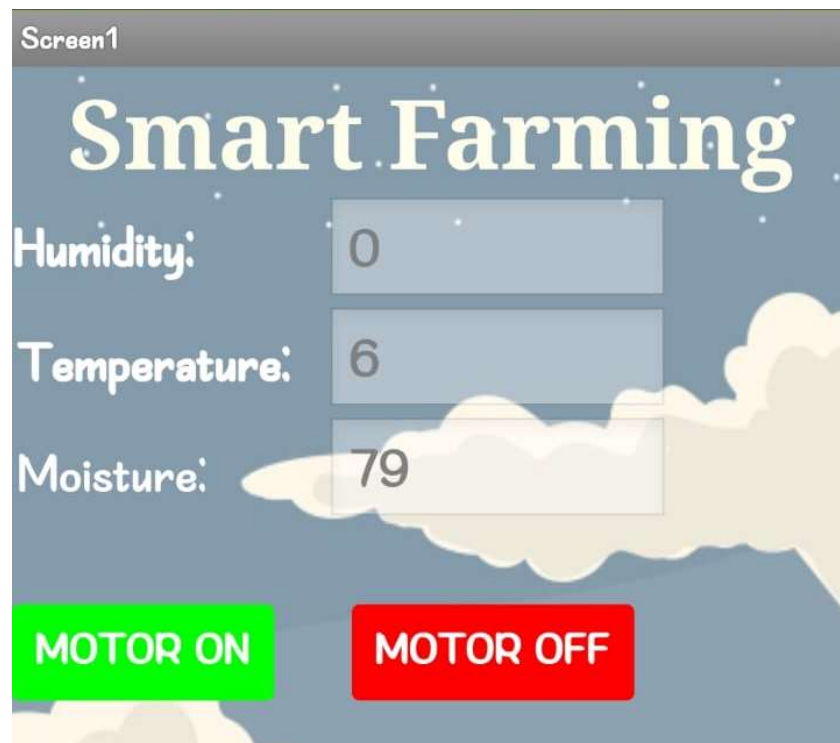 Screen1
Smart Farming
Humidity: 0
Temperature: 6
Moisture: 79
MOTOR ON MOTOR OFF